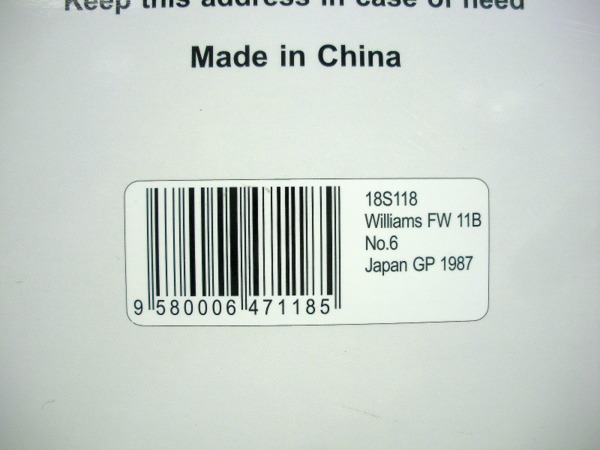 Keep this address in case of need
Made in China
18S118
Williams FW 11B
No.6
Japan GP 1987
9 580006 471185